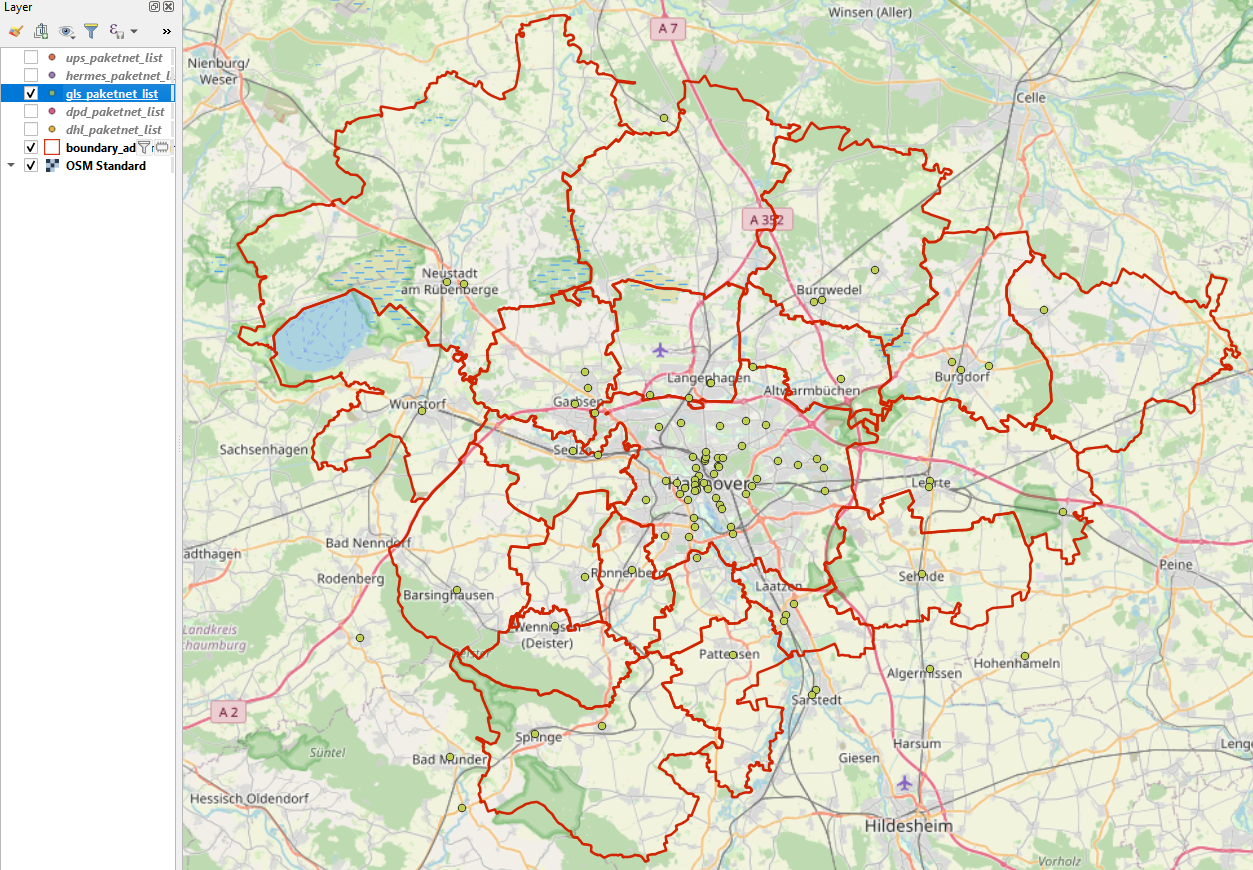 Layer
»
ups_paketnet_list
hermes_paketnet_l
gls_paketnet_list
dpd_paketnet_list
dhl_paketnet_list
boundary_ad
OSM Standard
Winsen (Aller)
A 7
Nienburg/
Weser
Celle
A 352
Neustadt
am Rübenberge
Burgwedel
Langenhagen
Altwarmbüchen
Burgdorf
Wunstorf
Garbsen
Sachsenhagen
Seelze
Hannover
Lehrte
Bad Nenndorf
adthagen
Rodenberg
Ronnenberg
Laatzen
Sehnde
Peine
Barsinghausen
Landkreis
chaumburg
Wennigsen
(Deister)
Deister
Pattensen
Hohenhameln
Algermissen
Sarstedt
A 2
Springe
Harsum
Lenge
Süntel
Bad Münder
Giesen
Hessisch Oldendorf
Hildesheim
Vorholz